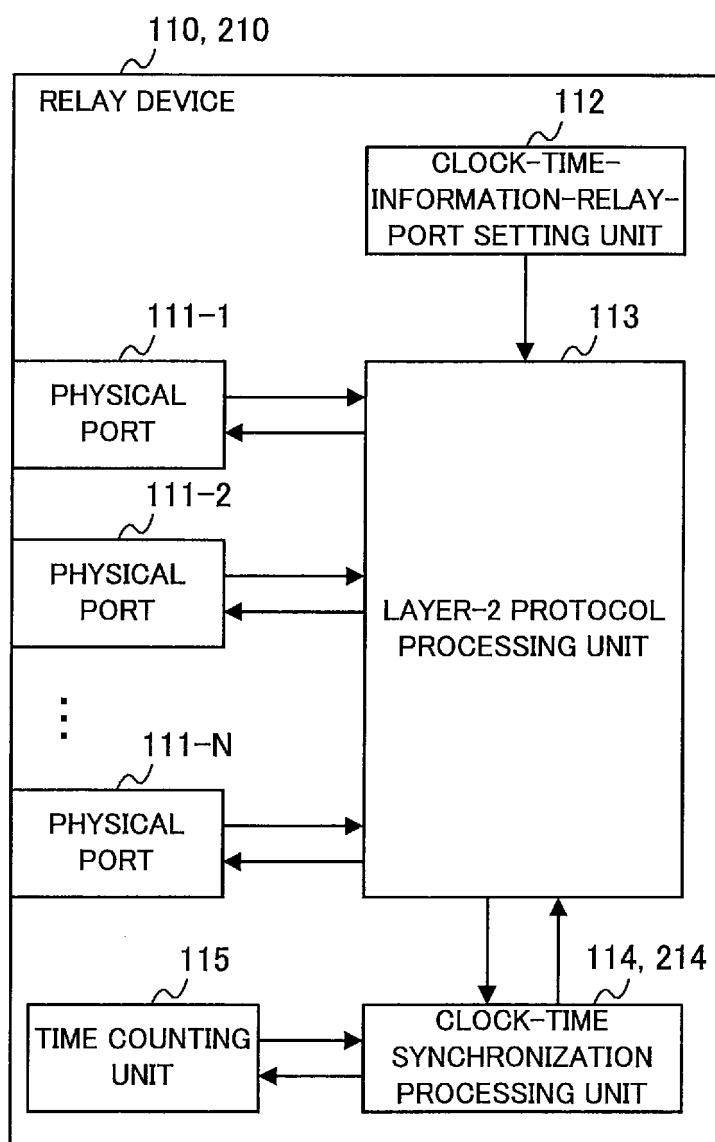 110, 210
RELAY DEVICE
112
CLOCK-TIME-
INFORMATION-RELAY-
PORT SETTING UNIT
111-1
113
PHYSICAL
PORT
111-2
PHYSICAL
PORT
LAYER-2 PROTOCOL
PROCESSING UNIT
111-N
PHYSICAL
PORT
115
114, 214
TIME COUNTING
UNIT
CLOCK-TIME
SYNCHRONIZATION
PROCESSING UNIT